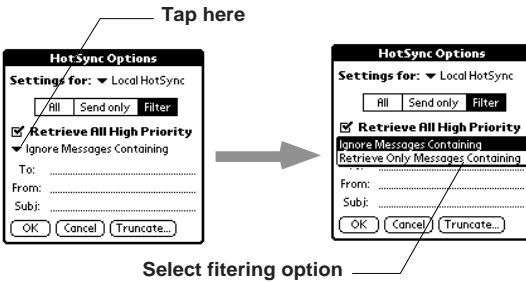 Tap here
HotSync Options
Settings for: Local HotSync
All Send only Filter
Retrieve All High Priority
Ignore Messages Containing
To:
From:
Subj:
OK Cancel Truncate...
HotSync Options
Settings for: Local HotSync
All Send only Filter
Retrieve All High Priority
Ignore Messages Containing
Retrieve Only Messages Containing
From:
Subj:
OK Cancel Truncate...
Select fitering option